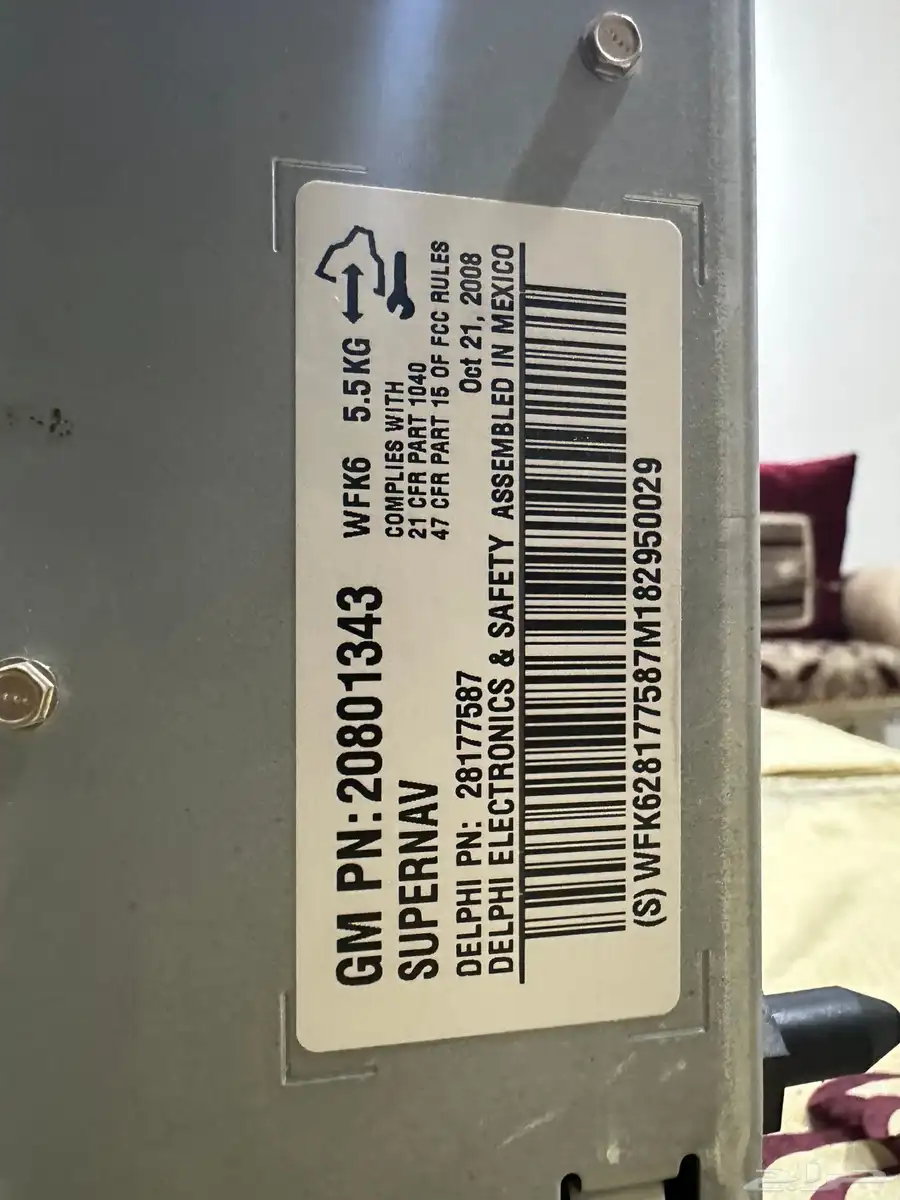 GM PN:20801343
SUPERNAV
WFK6 5.5KG
COMPLIES WITH
21 CFR PART 1040
47 CFR PART 15 OF FCC RULES
DELPHI PN: 28177587
Oct 21, 2008
DELPHI ELECTRONICS & SAFETY ASSEMBLED IN MEXICO
(S) WFK628177587M182950029